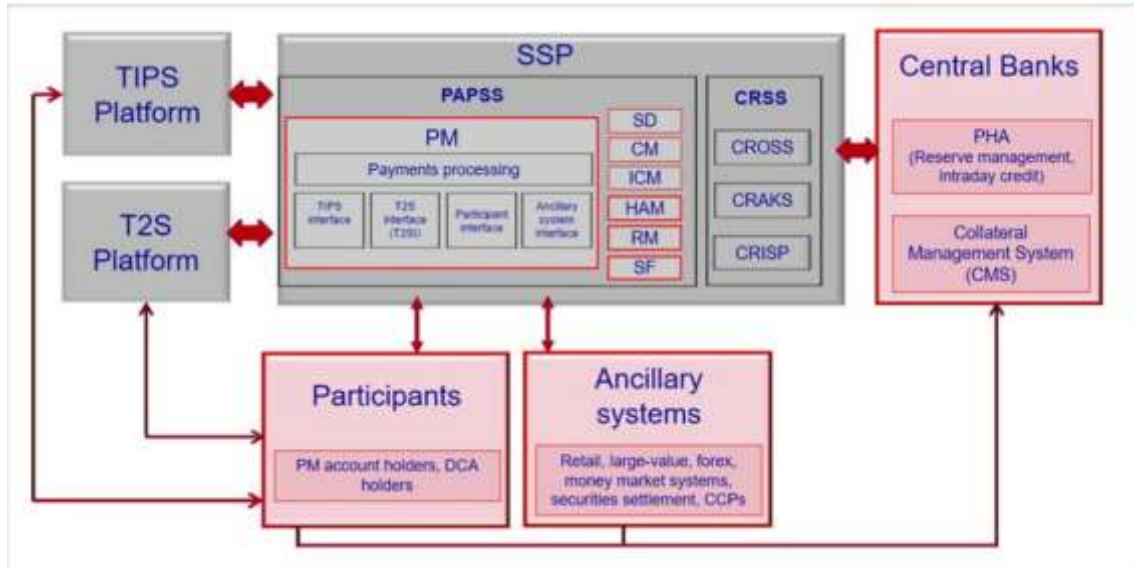 TIPS
Platform
T2S
Platform
SSP
PAPSS
PM
Payments processing
TIPS
interface
T2S
interface
(T2SI)
Participant
interface
Ancillary
system
interface
SD
CM
ICM
HAM
RM
SF
CRSS
CROSS
CRAKS
CRISP
Central Banks
PHA
(Reserve management,
intraday credit)
Collateral
Management System
(CMS)
Participants
PM account holders, DCA
holders
Ancillary
systems
Retail, large-value, forex,
money market systems,
securities settlement, CCPs